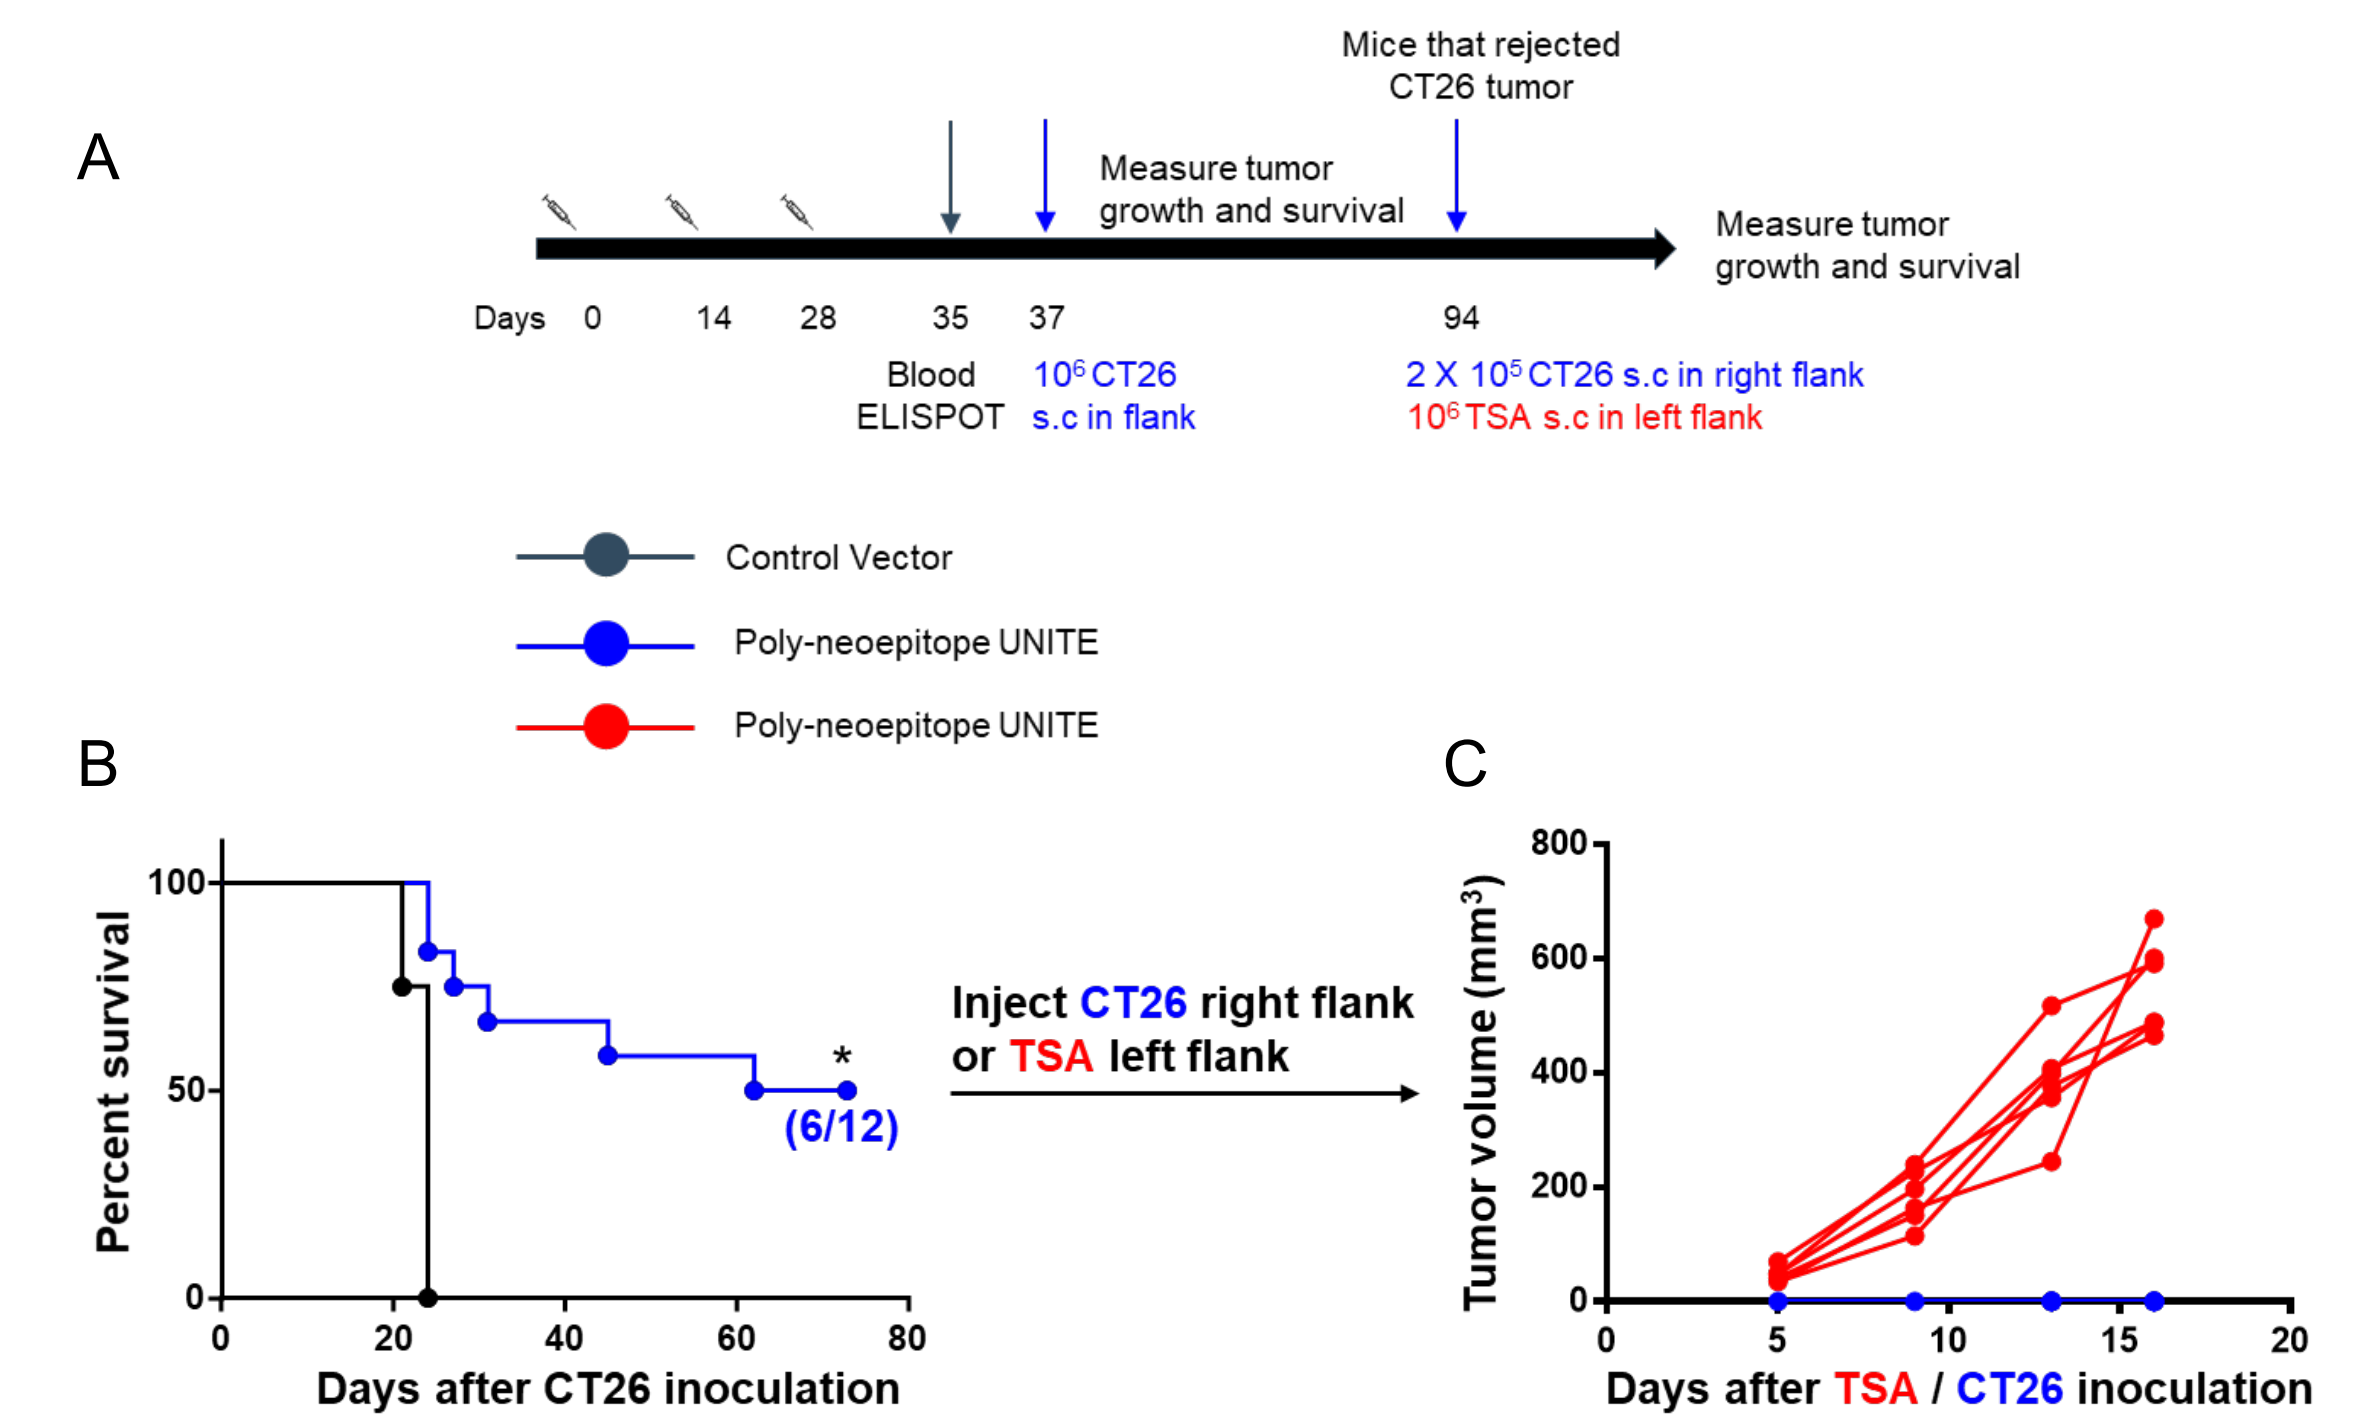 A
Mice that rejected
CT26 tumor
Measure tumor
growth and survival
Measure tumor
growth and survival
Days 0 14 28 35 37 94
Blood
ELISPOT
10⁶ CT26
s.c in flank
2 X 10⁵ CT26 s.c in right flank
10⁶ TSA s.c in left flank
Control Vector
Poly-neoepitope UNITE
Poly-neoepitope UNITE
B
Percent survival
100
50
0
0 20 40 60 80
Days after CT26 inoculation
*
(6/12)
Inject CT26 right flank
or TSA left flank
C
Tumor volume (mm³)
800
600
400
200
0
0 5 10 15 20
Days after TSA / CT26 inoculation